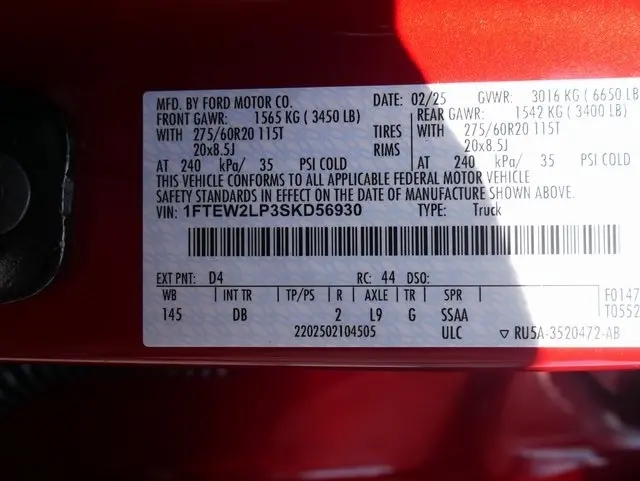 MFD. BY FORD MOTOR CO. DATE: 02/25 GVWR: 3016 KG ( 6650 LB
FRONT GAWR: 1565 KG ( 3450 LB) REAR GAWR: 1542 KG ( 3400 LB)
WITH 275/60R20 115T TIRES WITH 275/60R20 115T
20x8.5J RIMS 20x8.5J
AT 240 kPa/ 35 PSI COLD AT 240 kPa/ 35 PSI COLD
THIS VEHICLE CONFORMS TO ALL APPLICABLE FEDERAL MOTOR VEHICLE
SAFETY STANDARDS IN EFFECT ON THE DATE OF MANUFACTURE SHOWN ABOVE.
VIN: 1FTEW2LP3SKD56930 TYPE: Truck
EXT PNT: D4 RC: 44 DSO:
WB INT TR TP/PS R AXLE TR SPR F0147
145 DB 2 L9 G SSAA T0552
2202502104505 ULC ▽ RU5A-3520472-AB